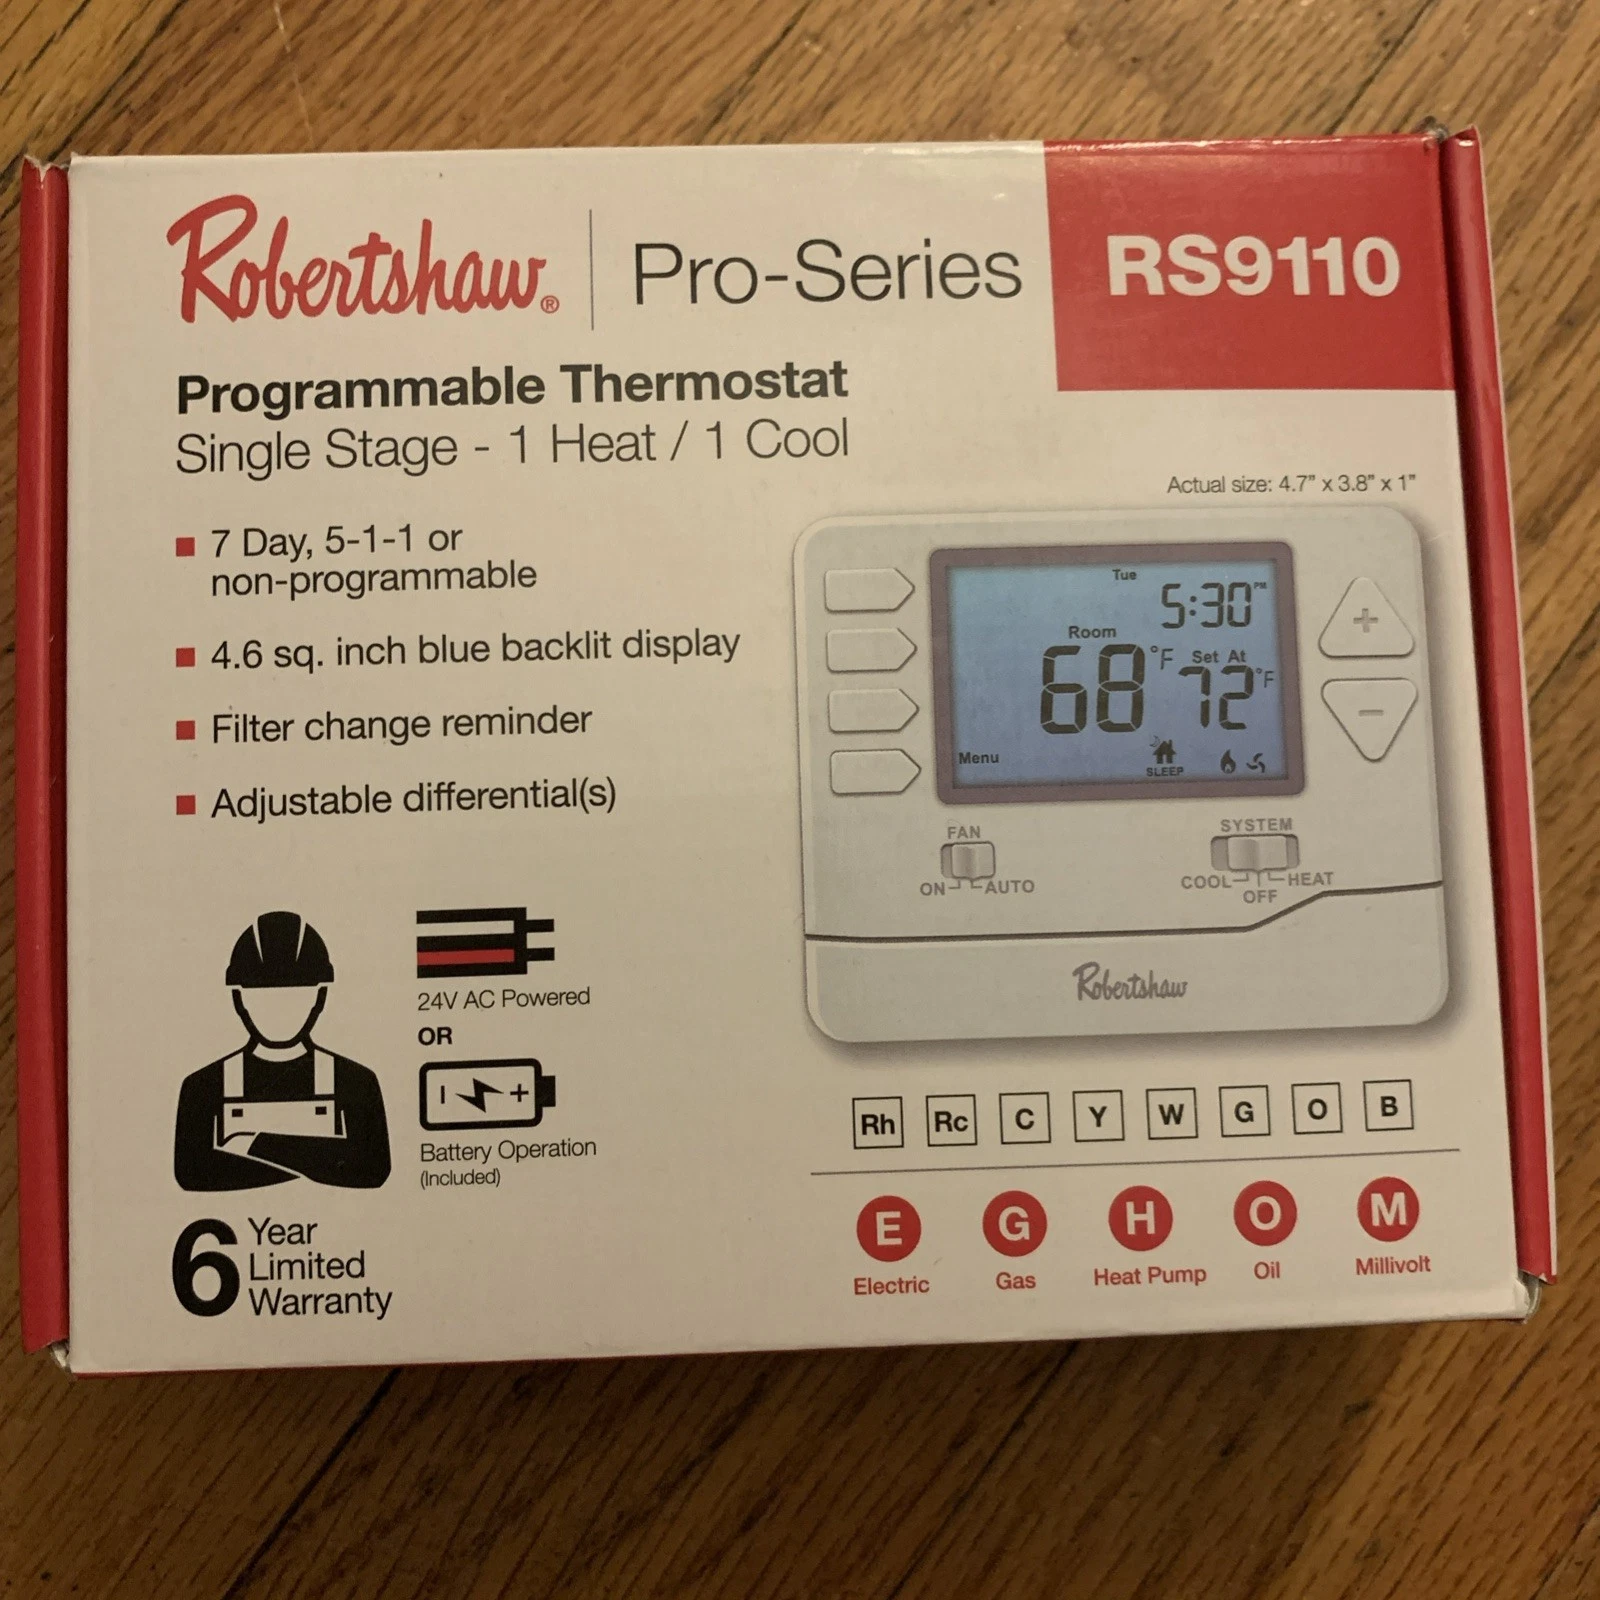 Robertshaw® Pro-Series RS9110
Programmable Thermostat
Single Stage - 1 Heat / 1 Cool
Actual size: 4.7” x 3.8” x 1”
■ 7 Day, 5-1-1 or
non-programmable
■ 4.6 sq. inch blue backlit display
■ Filter change reminder
■ Adjustable differential(s)
24V AC Powered
OR
Battery Operation
(Included)
6 Year
Limited
Warranty
Tue
5:30 PM
Room
68°F
Set At
72°F
Menu
SLEEP
+
-
FAN
ON AUTO
SYSTEM
COOL HEAT
OFF
Robertshaw
Rh Rc C Y W G O B
E G H O M
Electric Gas Heat Pump Oil Millivolt